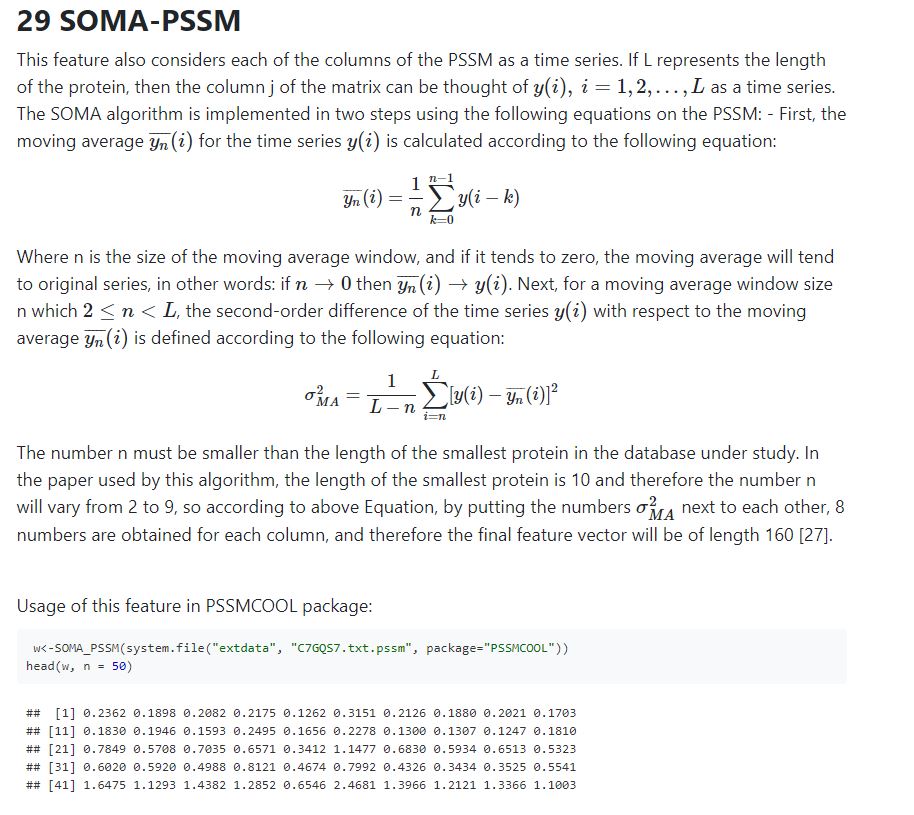 29 SOMA-PSSM
This feature also considers each of the columns of the PSSM as a time series. If L represents the length
of the protein, then the column j of the matrix can be thought of y(i), i = 1, 2, . . . , L as a time series.
The SOMA algorithm is implemented in two steps using the following equations on the PSSM: - First, the
moving average \overline{y_n}(i) for the time series y(i) is calculated according to the following equation:
\overline{y_n}(i) = \frac{1}{n} \sum_{k=0}^{n-1} y(i − k)
Where n is the size of the moving average window, and if it tends to zero, the moving average will tend
to original series, in other words: if n → 0 then \overline{y_n}(i) → y(i). Next, for a moving average window size
n which 2 ≤ n < L, the second-order difference of the time series y(i) with respect to the moving
average \overline{y_n}(i) is defined according to the following equation:
σ^2_{MA} = \frac{1}{L − n} \sum_{i=n}^{L} [y(i) − \overline{y_n}(i)]^2
The number n must be smaller than the length of the smallest protein in the database under study. In
the paper used by this algorithm, the length of the smallest protein is 10 and therefore the number n
will vary from 2 to 9, so according to above Equation, by putting the numbers σ^2_{MA} next to each other, 8
numbers are obtained for each column, and therefore the final feature vector will be of length 160 [27].
Usage of this feature in PSSMCOOL package:
w<-SOMA_PSSM(system.file("extdata", "C7GQS7.txt.pssm", package="PSSMCOOL"))
head(w, n = 50)
## [1] 0.2362 0.1898 0.2082 0.2175 0.1262 0.3151 0.2126 0.1880 0.2021 0.1703
## [11] 0.1830 0.1946 0.1593 0.2495 0.1656 0.2278 0.1300 0.1307 0.1247 0.1810
## [21] 0.7849 0.5708 0.7035 0.6571 0.3412 1.1477 0.6830 0.5934 0.6513 0.5323
## [31] 0.6020 0.5920 0.4988 0.8121 0.4674 0.7992 0.4326 0.3434 0.3525 0.5541
## [41] 1.6475 1.1293 1.4382 1.2852 0.6546 2.4681 1.3966 1.2121 1.3366 1.1003